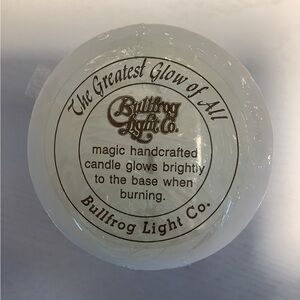 The Greatest Glow of All
Bullfrog
Light Co.
magic handcrafted
candle glows brightly
to the base when
burning.
Bullfrog Light Co.